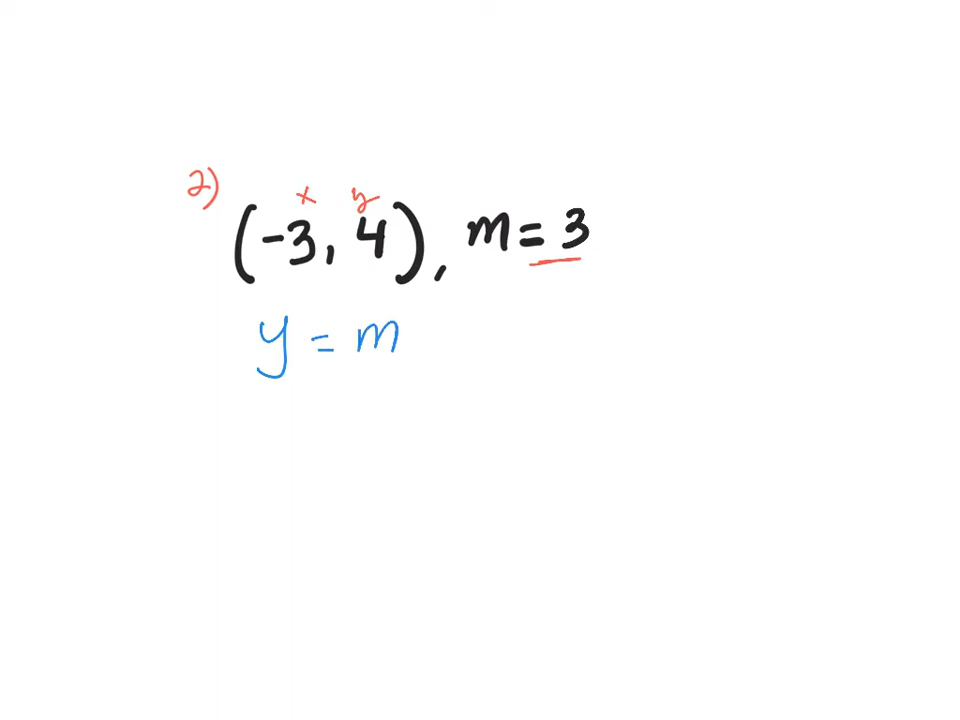 2)
x y
(-3, 4), m = 3
y = m